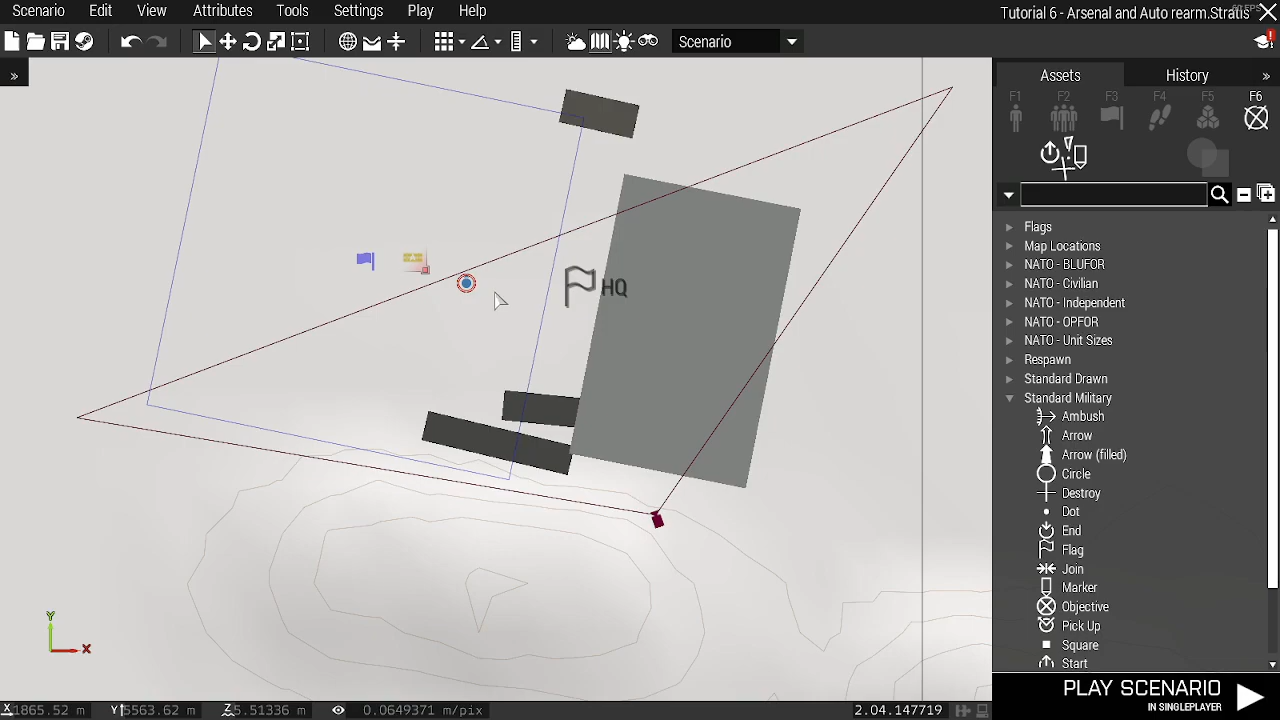 Scenario Edit View Attributes Tools Settings Play Help
Tutorial 6 - Arsenal and Auto rearm.Stratis
Scenario
Assets History »
F1 F2 F3 F4 F5 F6
Flags
Map Locations
NATO - BLUFOR
NATO - Civilian
NATO - Independent
NATO - OPFOR
NATO - Unit Sizes
Respawn
Standard Drawn
Standard Military
Ambush
Arrow
Arrow (filled)
Circle
Destroy
Dot
End
Flag
Join
Marker
Objective
Pick Up
Square
Start
»
HQ
Y
X
X 1865.52 m Y 5563.62 m Z 5.51336 m 0.0649371 m/pix 2.04.147719
PLAY SCENARIO
IN SINGLEPLAYER